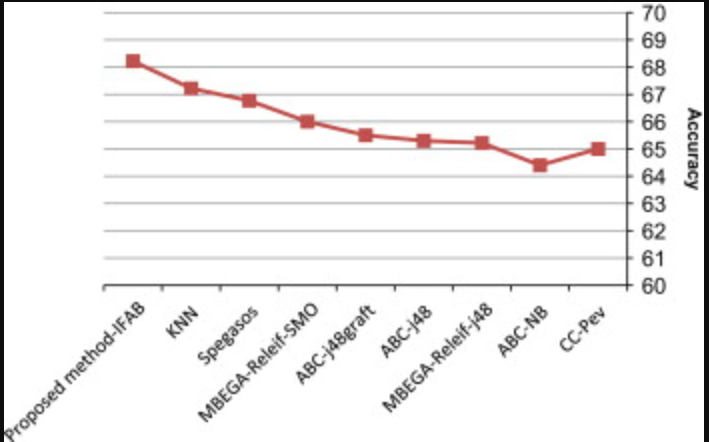 70
69
68
67
66
65
64
63
62
61
60
Accuracy
Proposed method-IFAB
KNN
Spegasos
MBEGA-Releif-SMO
ABC-j48graft
ABC-j48
MBEGA-Releif-j48
ABC-NB
CC-Pev